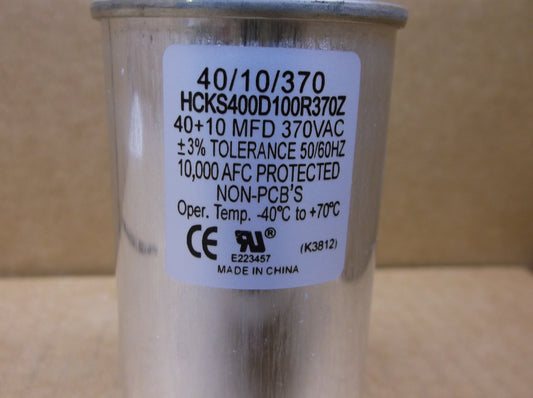 40/10/370
HCKS400D100R370Z
40+10 MFD 370VAC
±3% TOLERANCE 50/60HZ
10,000 AFC PROTECTED
NON-PCB'S
Oper. Temp. -40°C to +70°C
CE RU® (K3812)
E223457
MADE IN CHINA